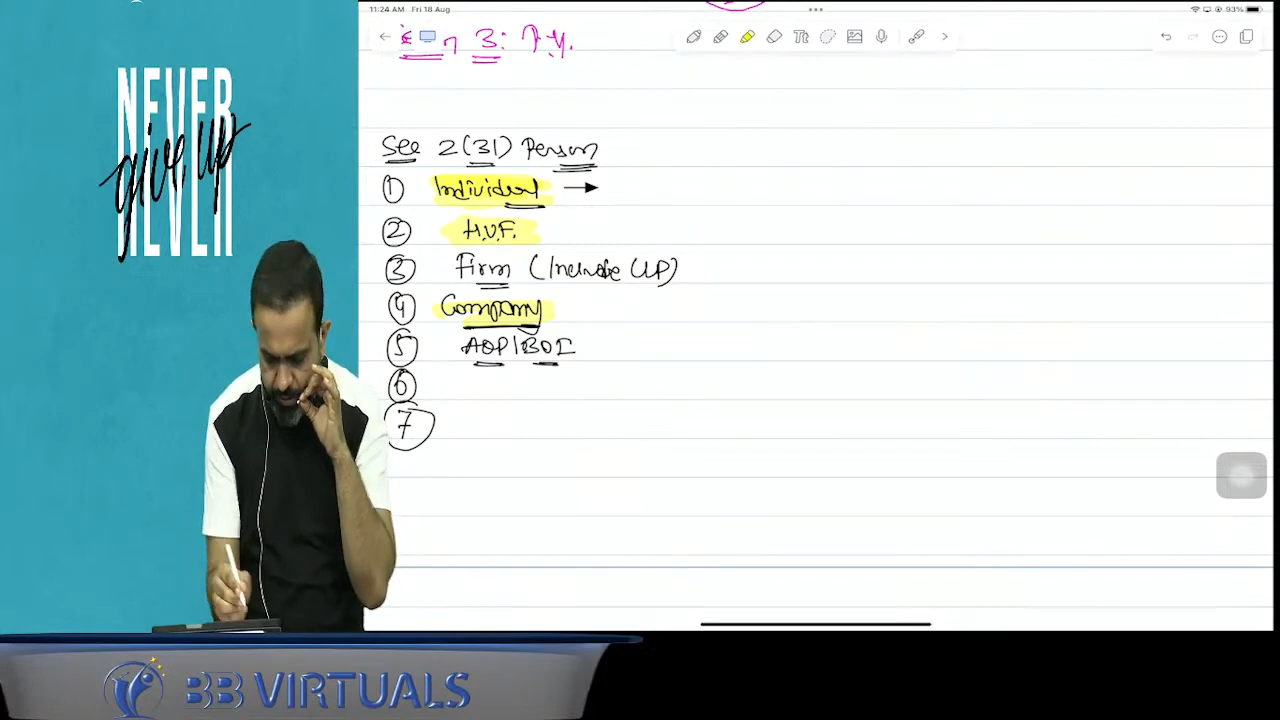 11:24 AM Fri 18 Aug
93%
3: P.Y.
NEVER
give up
NEVER
See 2(31) Person
① Individual →
② H.U.F.
③ Firm (Include LLP)
④ Company
⑤ AOP/BOI
⑥
⑦
BB VIRTUALS